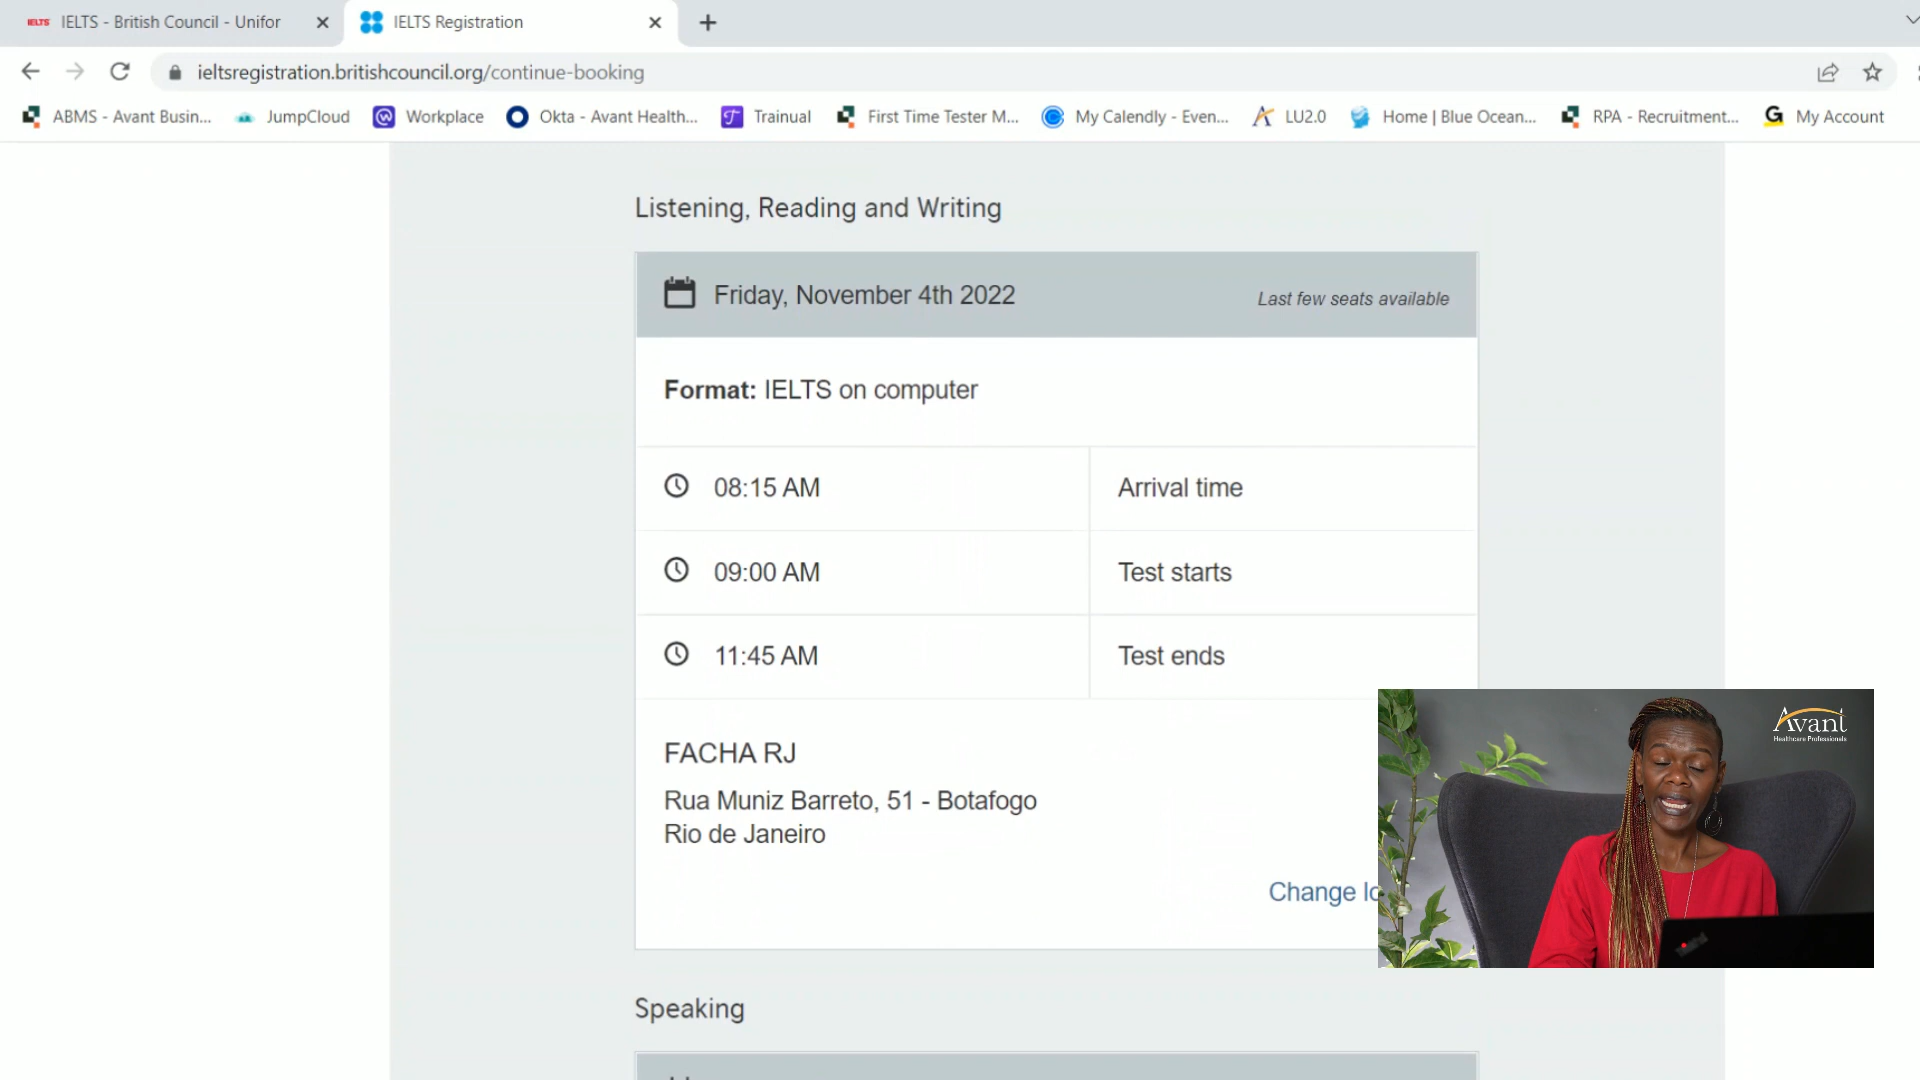 IELTS IELTS - British Council - Unifor
IELTS Registration
ieltsregistration.britishcouncil.org/continue-booking
ABMS - Avant Busin... JumpCloud Workplace Okta - Avant Health... Trainual First Time Tester M... My Calendly - Even... LU2.0 Home | Blue Ocean... RPA - Recruitment... G My Account
Listening, Reading and Writing
Friday, November 4th 2022 Last few seats available
Format: IELTS on computer
08:15 AM Arrival time
09:00 AM Test starts
11:45 AM Test ends
FACHA RJ
Rua Muniz Barreto, 51 - Botafogo
Rio de Janeiro
Change lo
Avant
Healthcare Professionals
Speaking